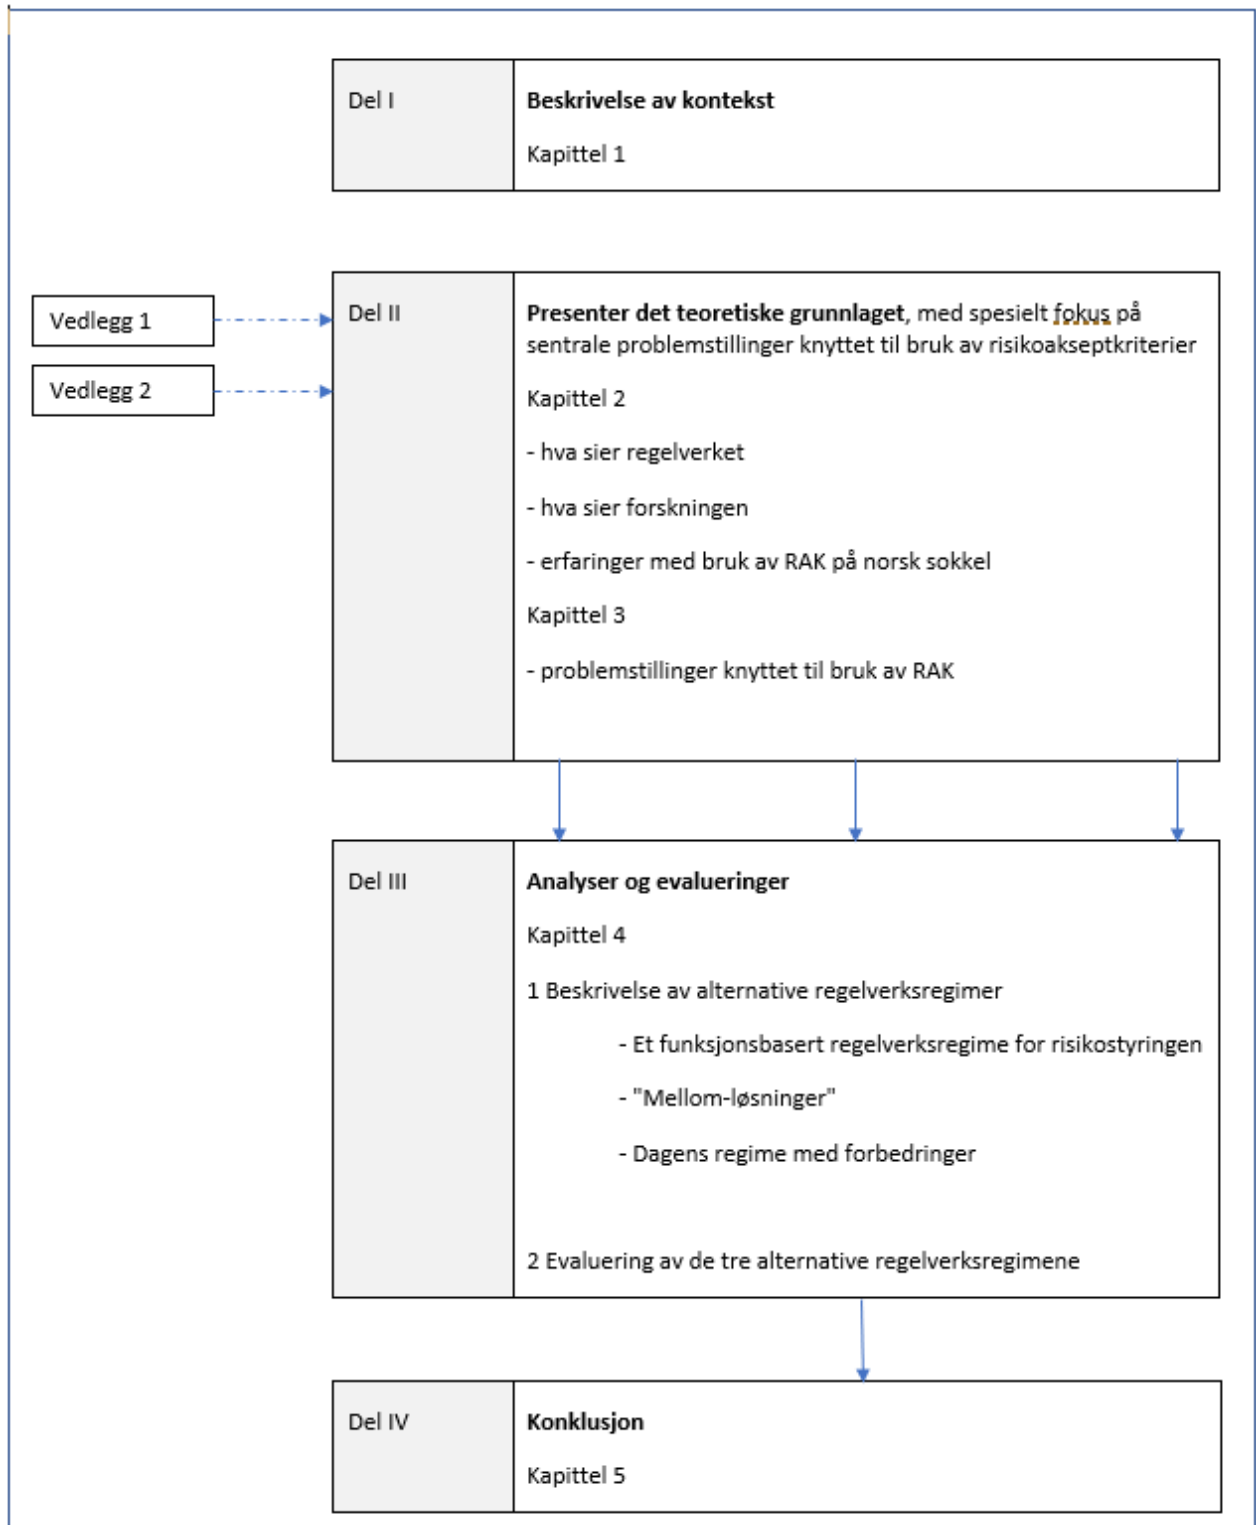 Del I
Beskrivelse av kontekst
Kapittel 1
Vedlegg 1
Vedlegg 2
Del II
Presenter det teoretiske grunnlaget, med spesielt fokus på
sentrale problemstillinger knyttet til bruk av risikoakseptkriterier
Kapittel 2
- hva sier regelverket
- hva sier forskningen
- erfaringer med bruk av RAK på norsk sokkel
Kapittel 3
- problemstillinger knyttet til bruk av RAK
Del III
Analyser og evalueringer
Kapittel 4
1 Beskrivelse av alternative regelverksregimer
- Et funksjonsbasert regelverksregime for risikostyringen
- "Mellom-løsninger"
- Dagens regime med forbedringer
2 Evaluering av de tre alternative regelverksregimene
Del IV
Konklusjon
Kapittel 5